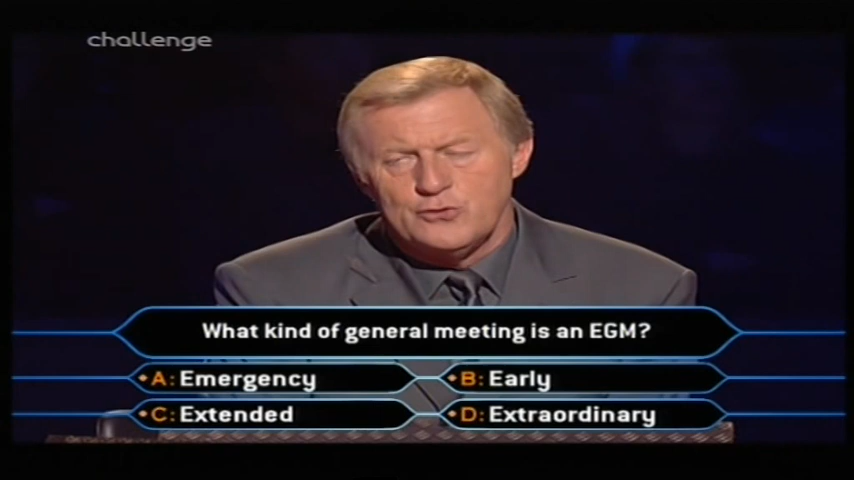 challenge
What kind of general meeting is an EGM?
A: Emergency
B: Early
C: Extended
D: Extraordinary